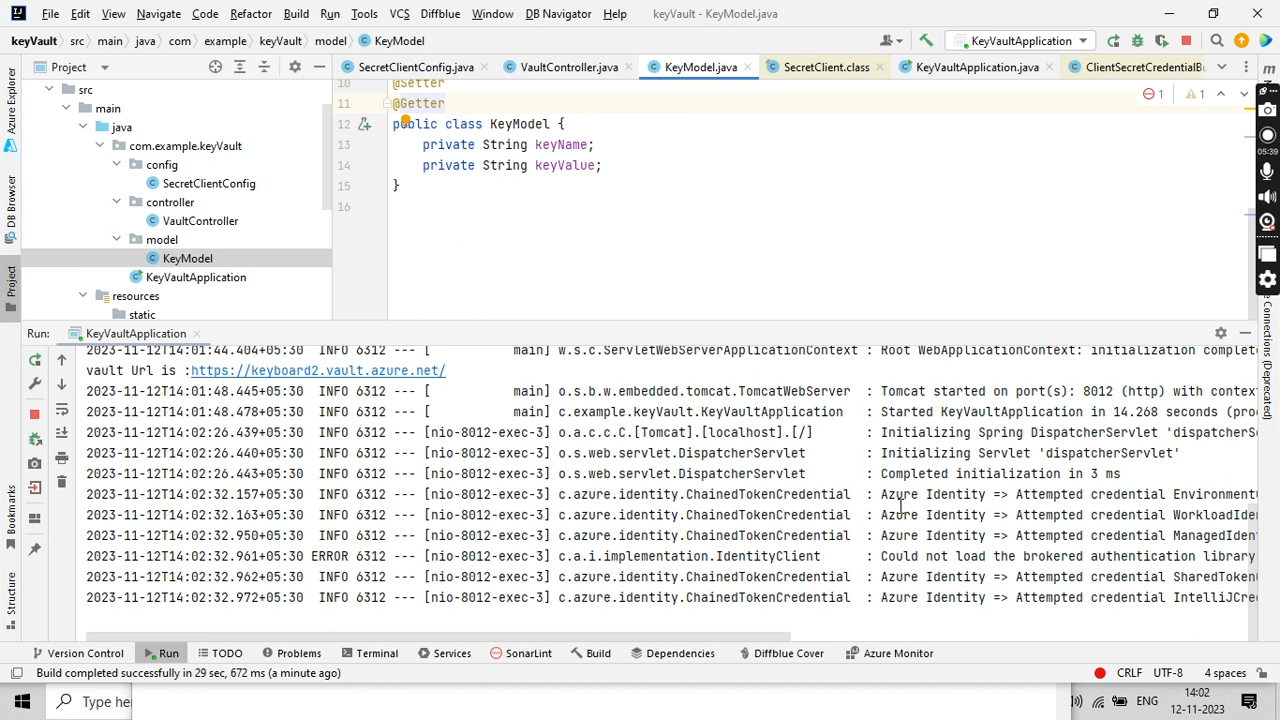 File Edit View Navigate Code Refactor Build Run Tools VCS Diffblue Window DB Navigator Help keyVault - KeyModel.java
keyVault src main java com example keyVault model KeyModel KeyVaultApplication
Project SecretClientConfig.java VaultController.java KeyModel.java SecretClient.class KeyVaultApplication.java ClientSecretCredentialB
src
main
java
com.example.keyVault
config
SecretClientConfig
controller
VaultController
model
KeyModel
KeyVaultApplication
resources
static
10 @Setter
11 @Getter
12 public class KeyModel {
13 private String keyName;
14 private String keyValue;
15 }
16
1 1
05:39
Azure Explorer
DB Browser
Project
Bookmarks
Structure
Connections (Deprecated)
Run: KeyVaultApplication
2023-11-12T14:01:44.404+05:30 INFO 6312 --- [ main] w.s.c.ServletWebServerApplicationContext : Root WebApplicationContext: initialization complet
vault Url is :https://keyboard2.vault.azure.net/
2023-11-12T14:01:48.445+05:30 INFO 6312 --- [ main] o.s.b.w.embedded.tomcat.TomcatWebServer : Tomcat started on port(s): 8012 (http) with contex
2023-11-12T14:01:48.478+05:30 INFO 6312 --- [ main] c.example.keyVault.KeyVaultApplication : Started KeyVaultApplication in 14.268 seconds (proc
2023-11-12T14:02:26.439+05:30 INFO 6312 --- [nio-8012-exec-3] o.a.c.c.C.[Tomcat].[localhost].[/] : Initializing Spring DispatcherServlet 'dispatcherSe
2023-11-12T14:02:26.440+05:30 INFO 6312 --- [nio-8012-exec-3] o.s.web.servlet.DispatcherServlet : Initializing Servlet 'dispatcherServlet'
2023-11-12T14:02:26.443+05:30 INFO 6312 --- [nio-8012-exec-3] o.s.web.servlet.DispatcherServlet : Completed initialization in 3 ms
2023-11-12T14:02:32.157+05:30 INFO 6312 --- [nio-8012-exec-3] c.azure.identity.ChainedTokenCredential : Azure Identity => Attempted credential Environment
2023-11-12T14:02:32.163+05:30 INFO 6312 --- [nio-8012-exec-3] c.azure.identity.ChainedTokenCredential : Azure Identity => Attempted credential WorkloadIde
2023-11-12T14:02:32.950+05:30 INFO 6312 --- [nio-8012-exec-3] c.azure.identity.ChainedTokenCredential : Azure Identity => Attempted credential ManagedIden
2023-11-12T14:02:32.961+05:30 ERROR 6312 --- [nio-8012-exec-3] c.a.i.implementation.IdentityClient : Could not load the brokered authentication library
2023-11-12T14:02:32.962+05:30 INFO 6312 --- [nio-8012-exec-3] c.azure.identity.ChainedTokenCredential : Azure Identity => Attempted credential SharedToken
2023-11-12T14:02:32.972+05:30 INFO 6312 --- [nio-8012-exec-3] c.azure.identity.ChainedTokenCredential : Azure Identity => Attempted credential IntelliJCre
Version Control Run TODO Problems Terminal Services SonarLint Build Dependencies Diffblue Cover Azure Monitor
Build completed successfully in 29 sec, 672 ms (a minute ago) CRLF UTF-8 4 spaces
Type he ENG 14:02
12-11-2023